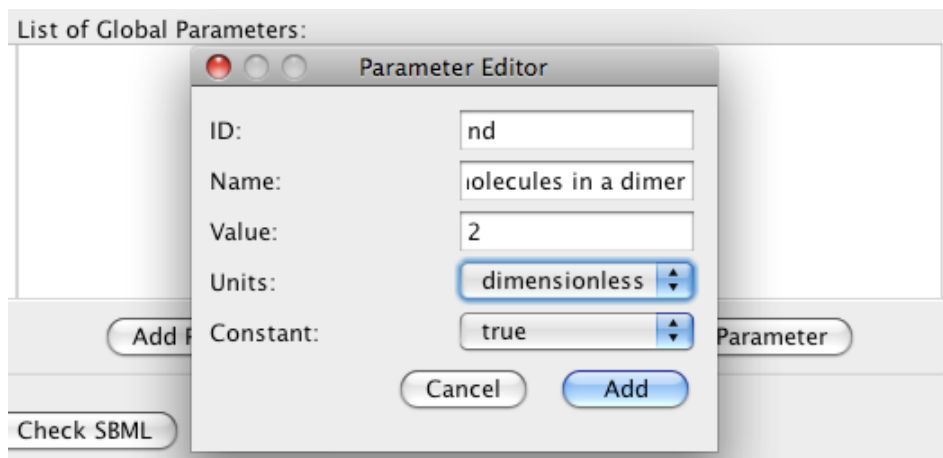 List of Global Parameters:
Parameter Editor
ID:
nd
Name:
olecules in a dimer
Value:
2
Units:
dimensionless
Constant:
true
Add
Parameter
Cancel
Add
Check SBML